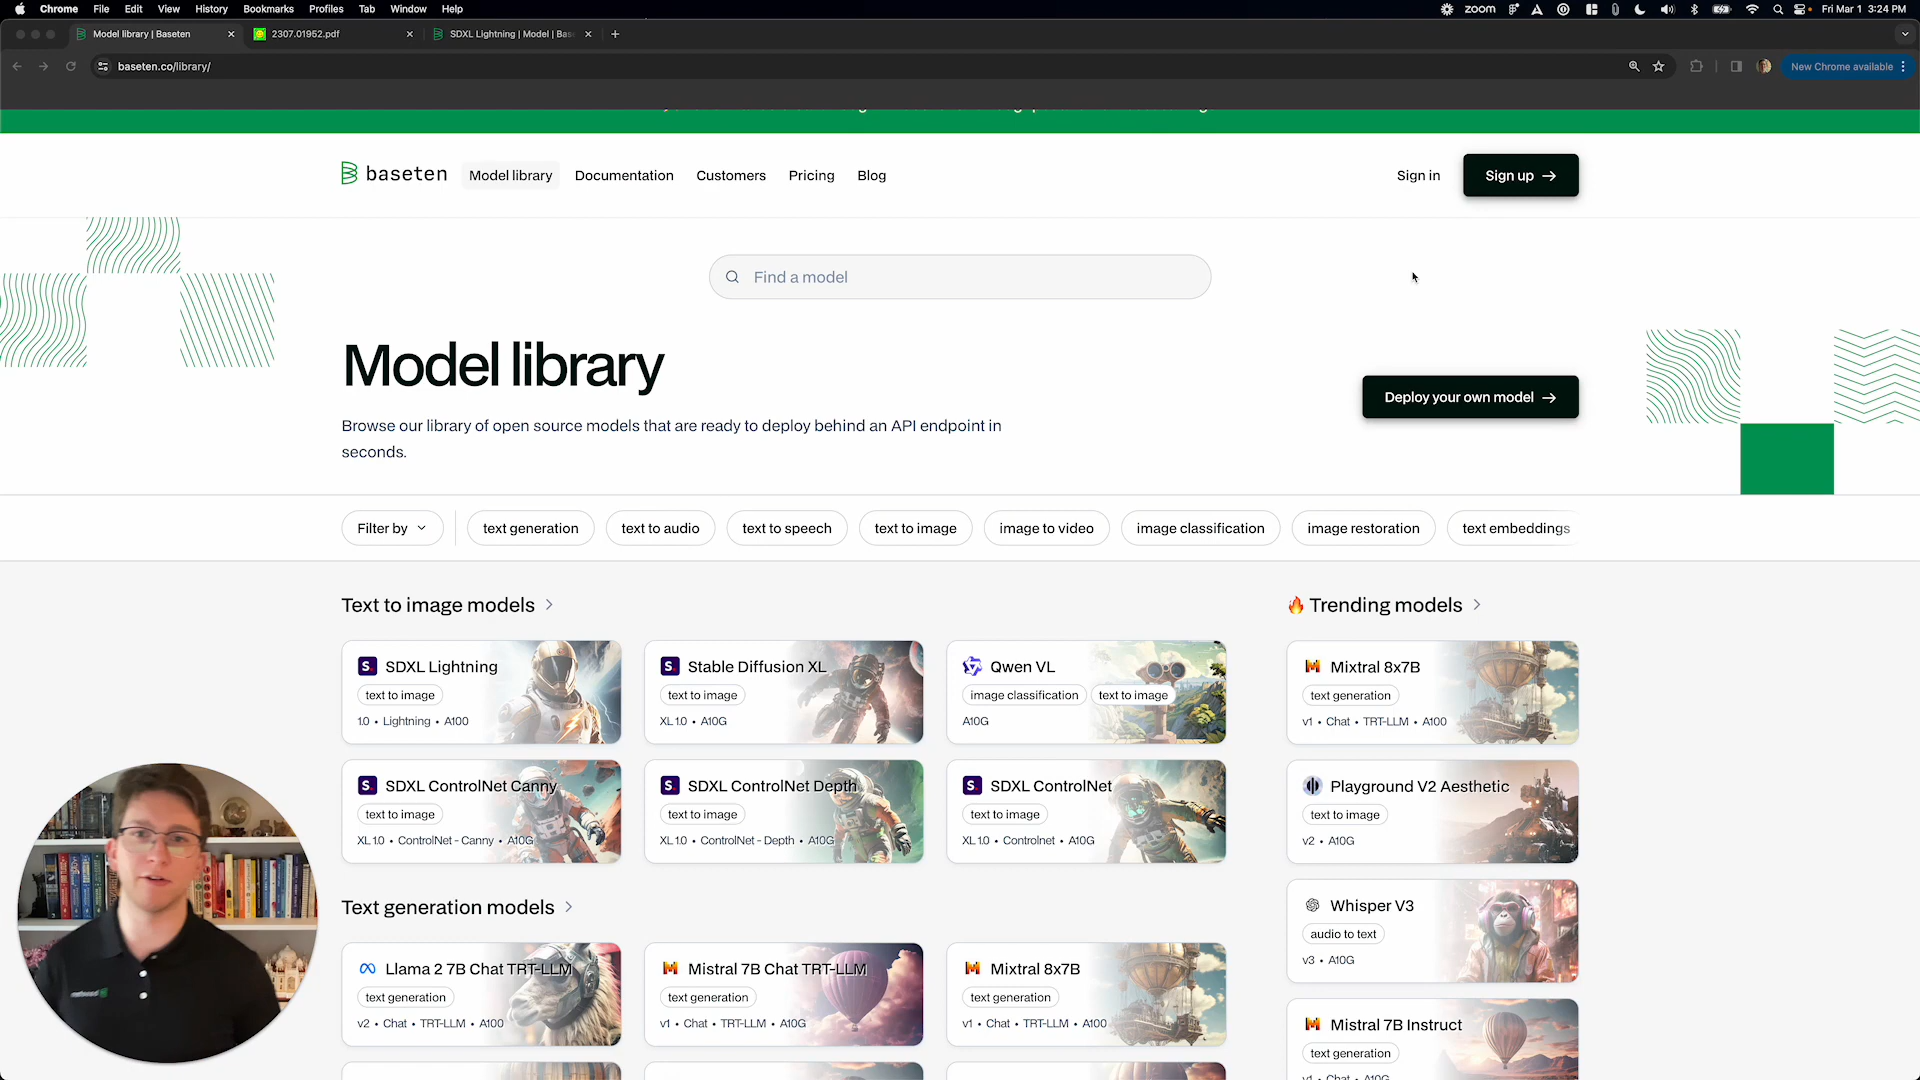 Chrome File Edit View History Bookmarks Profiles Tab Window Help
zoom
Fri Mar 1 3:24 PM
Model library | Baseten
2307.01952.pdf
SDXL Lightning | Model | Bas
baseten.co/library/
New Chrome available
baseten
Model library
Documentation
Customers
Pricing
Blog
Sign in
Sign up →
Find a model
Model library
Browse our library of open source models that are ready to deploy behind an API endpoint in
seconds.
Deploy your own model →
Filter by
text generation
text to audio
text to speech
text to image
image to video
image classification
image restoration
text embeddings
Text to image models
SDXL Lightning
text to image
1.0 • Lightning • A100
Stable Diffusion XL
text to image
XL 1.0 • A10G
Qwen VL
image classification
text to image
A10G
SDXL ControlNet Canny
text to image
XL 1.0 • ControlNet - Canny • A10G
SDXL ControlNet Depth
text to image
XL 1.0 • ControlNet - Depth • A10G
SDXL ControlNet
text to image
XL 1.0 • Controlnet • A10G
Text generation models
Llama 2 7B Chat TRT-LLM
text generation
v2 • Chat • TRT-LLM • A100
Mistral 7B Chat TRT-LLM
text generation
v1 • Chat • TRT-LLM • A10G
Mixtral 8x7B
text generation
v1 • Chat • TRT-LLM • A100
🔥 Trending models
Mixtral 8x7B
text generation
v1 • Chat • TRT-LLM • A100
Playground V2 Aesthetic
text to image
v2 • A10G
Whisper V3
audio to text
v3 • A10G
Mistral 7B Instruct
text generation
v1 • Chat • A10G